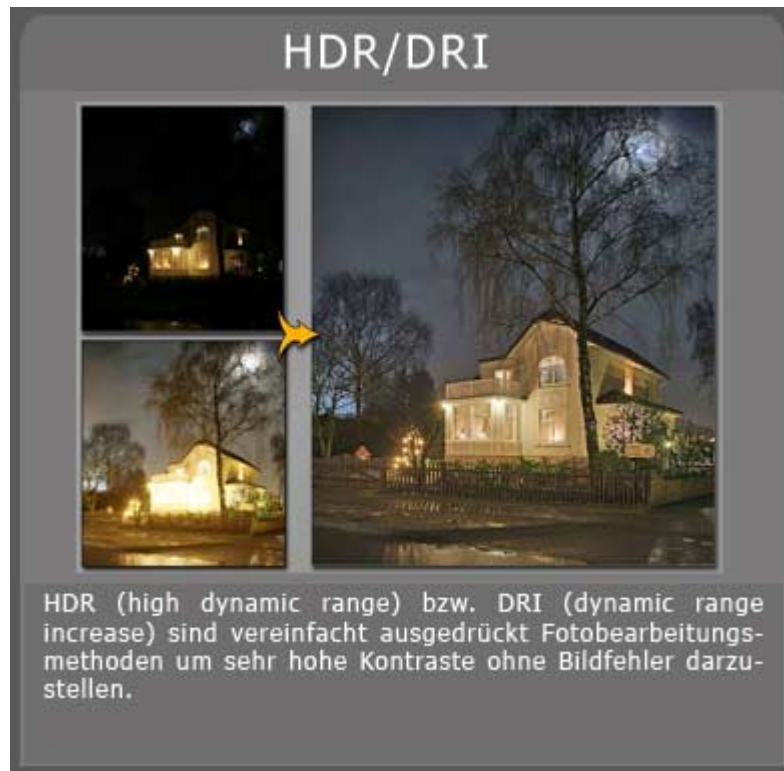 HDR/DRI
HDR (high dynamic range) bzw. DRI (dynamic range
increase) sind vereinfacht ausgedrückt Fotobearbeitungs-
methoden um sehr hohe Kontraste ohne Bildfehler darzu-
stellen.